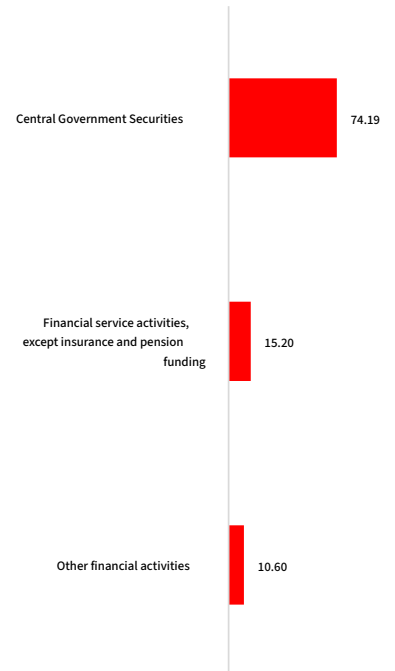 Central Government Securities
74.19
Financial service activities,
except insurance and pension
funding
15.20
Other financial activities
10.60